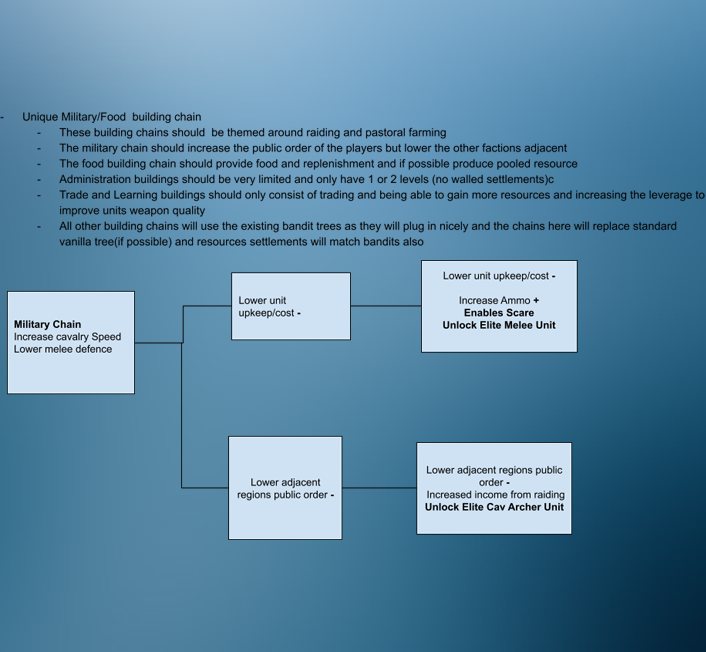 - Unique Military/Food building chain
- These building chains should be themed around raiding and pastoral farming
- The military chain should increase the public order of the players but lower the other factions adjacent
- The food building chain should provide food and replenishment and if possible produce pooled resource
- Administration buildings should be very limited and only have 1 or 2 levels (no walled settlements)c
- Trade and Learning buildings should only consist of trading and being able to gain more resources and increasing the leverage to
improve units weapon quality
- All other building chains will use the existing bandit trees as they will plug in nicely and the chains here will replace standard
vanilla tree(if possible) and resources settlements will match bandits also
Military Chain
Increase cavalry Speed
Lower melee defence
Lower unit
upkeep/cost -
Lower unit upkeep/cost -
Increase Ammo +
Enables Scare
Unlock Elite Melee Unit
Lower adjacent
regions public order -
Lower adjacent regions public
order -
Increased income from raiding
Unlock Elite Cav Archer Unit